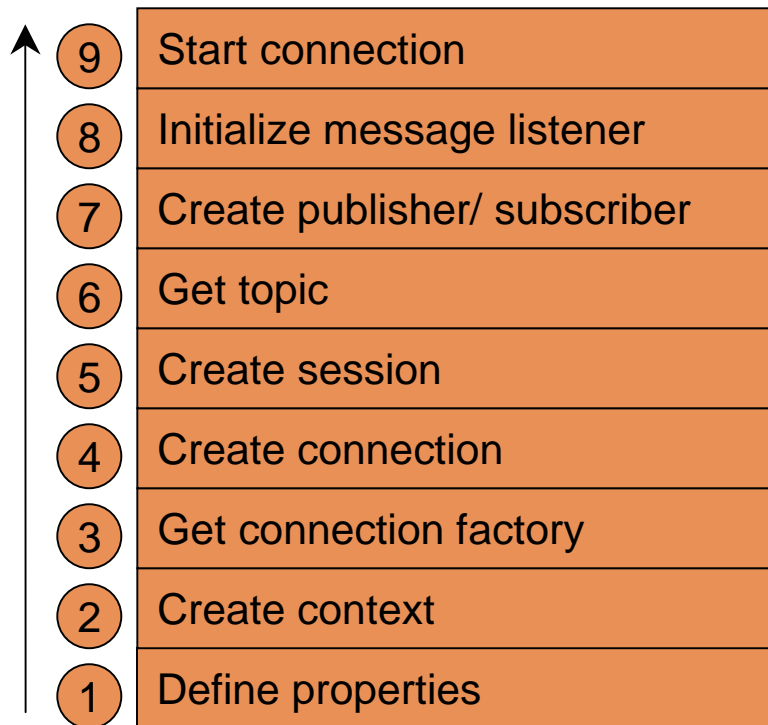 9 Start connection
8 Initialize message listener
7 Create publisher/ subscriber
6 Get topic
5 Create session
4 Create connection
3 Get connection factory
2 Create context
1 Define properties